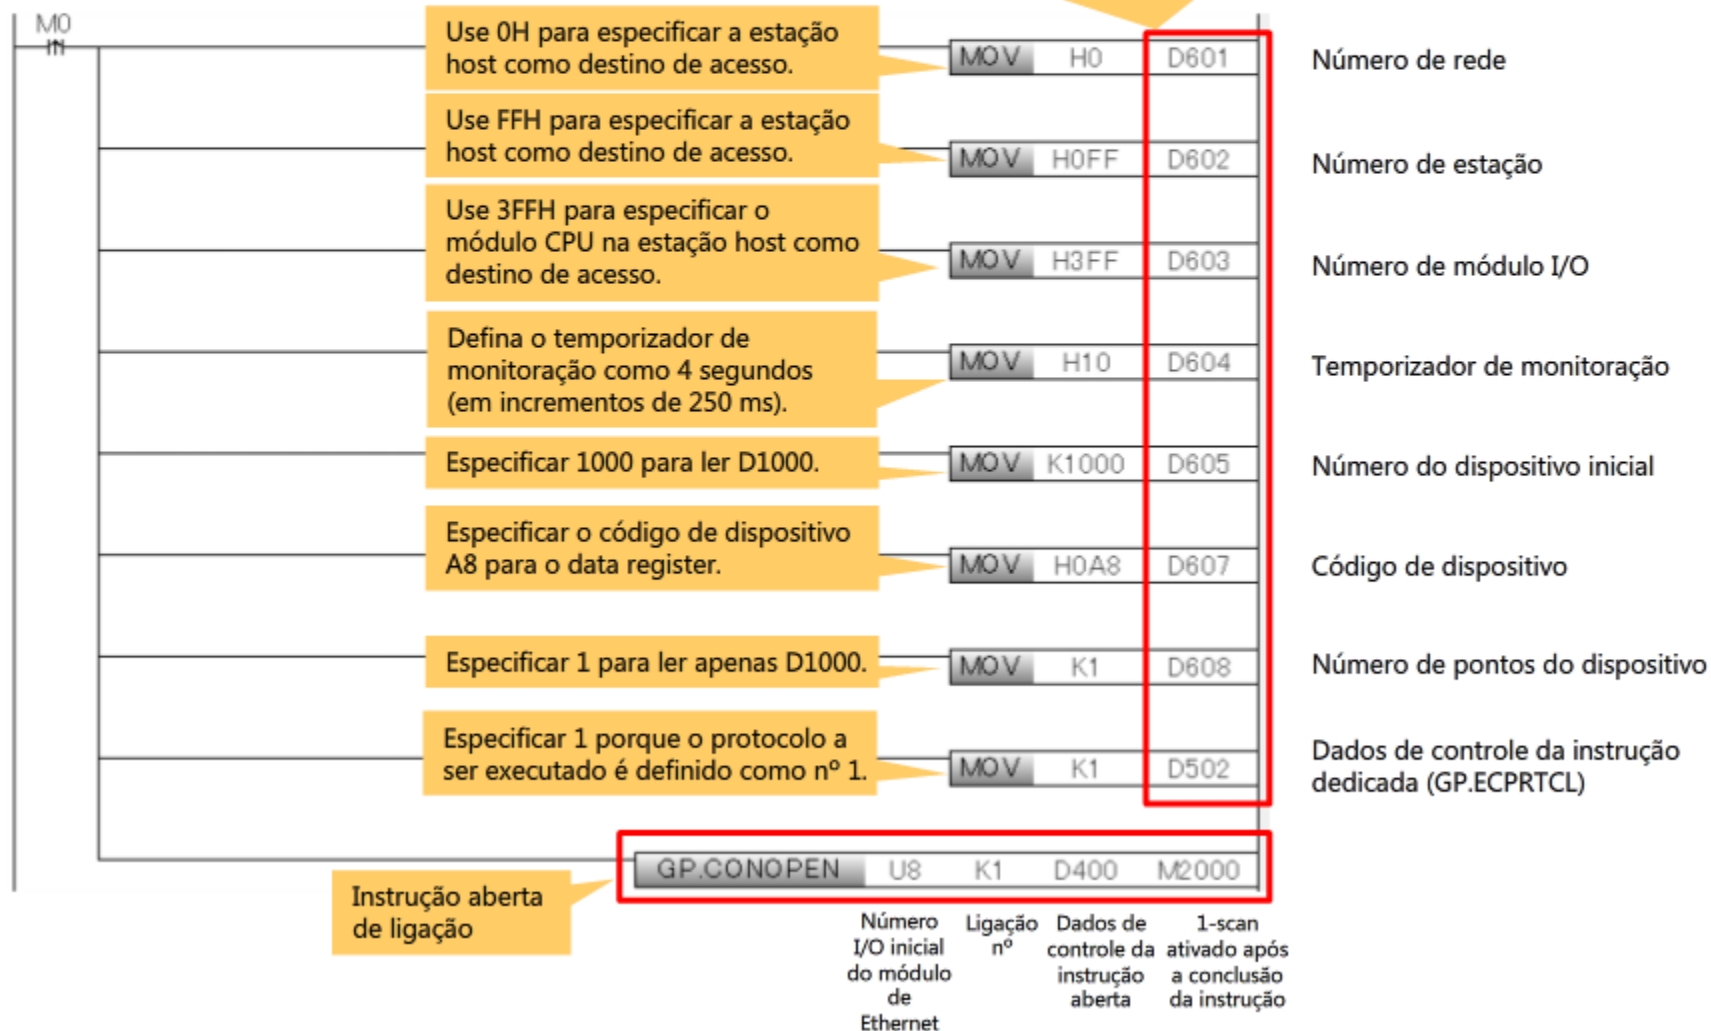 M0
Use 0H para especificar a estação
host como destino de acesso.
MOV H0 D601
Número de rede
Use FFH para especificar a estação
host como destino de acesso.
MOV H0FF D602
Número de estação
Use 3FFH para especificar o
módulo CPU na estação host como
destino de acesso.
MOV H3FF D603
Número de módulo I/O
Defina o temporizador de
monitoração como 4 segundos
(em incrementos de 250 ms).
MOV H10 D604
Temporizador de monitoração
Especificar 1000 para ler D1000.
MOV K1000 D605
Número do dispositivo inicial
Especificar o código de dispositivo
A8 para o data register.
MOV H0A8 D607
Código de dispositivo
Especificar 1 para ler apenas D1000.
MOV K1 D608
Número de pontos do dispositivo
Especificar 1 porque o protocolo a
ser executado é definido como nº 1.
MOV K1 D502
Dados de controle da instrução
dedicada (GP.ECPRTCL)
GP.CONOPEN U8 K1 D400 M2000
Instrução aberta
de ligação
Número
I/O inicial
do módulo
de
Ethernet
Ligação
nº
Dados de
controle da
instrução
aberta
1-scan
ativado após
a conclusão
da instrução